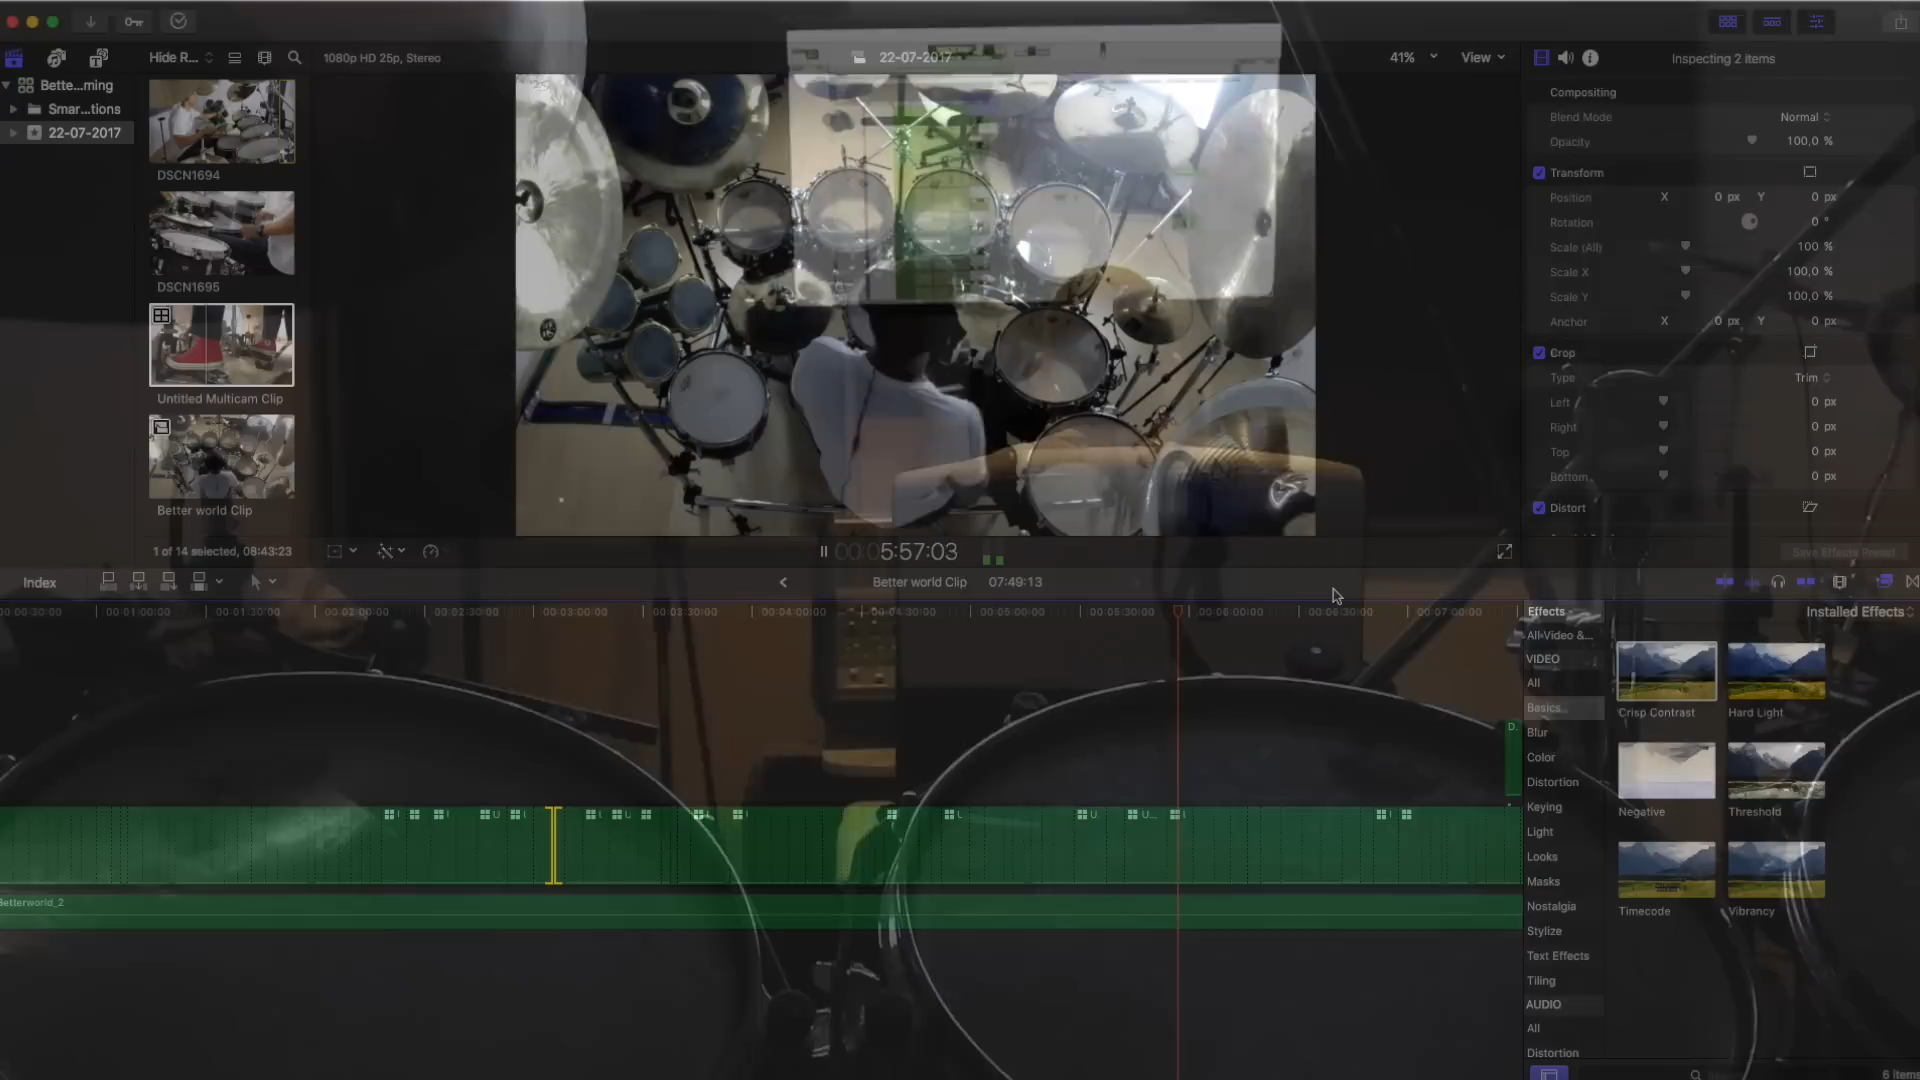 Hide R...
1080p HD 25p, Stereo
22-07-2017
41%
View
Inspecting 2 items
Bette...ming
Smar...tions
22-07-2017
DSCN1694
DSCN1695
Untitled Multicam Clip
Better world Clip
1 of 14 selected, 08:43:23
00:05:57:03
Compositing
Blend Mode
Normal
Opacity
100,0 %
Transform
Position
X
0 px
Y
0 px
Rotation
0 °
Scale (All)
100 %
Scale X
100,0 %
Scale Y
100,0 %
Anchor
X
0 px
Y
0 px
Crop
Type
Trim
Left
0 px
Right
0 px
Top
0 px
Bottom
0 px
Distort
Save Effects Preset
Index
Better world Clip
07:49:13
0:00:30:00
00:01:00:00
00:01:30:00
00:02:00:00
00:02:30:00
00:03:00:00
00:03:30:00
00:04:00:00
00:04:30:00
00:05:00:00
00:05:30:00
00:06:00:00
00:06:30:00
00:07:00:00
Betterworld_2
Effects
Installed Effects
All Video &...
VIDEO
All
Basics
Blur
Color
Distortion
Keying
Light
Looks
Masks
Nostalgia
Stylize
Text Effects
Tiling
AUDIO
All
Distortion
Crisp Contrast
Hard Light
Negative
Threshold
Timecode
Vibrancy
6 items